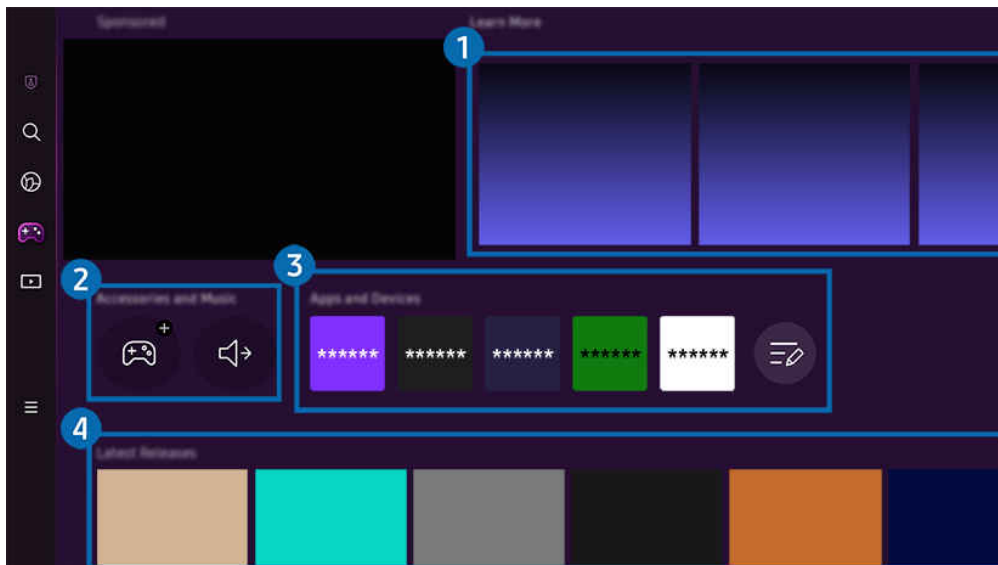 Sponsored
Learn More
1
2
3
Accessories and Music
Apps and Devices
****** ****** ****** ****** ******
4
Latest Releases